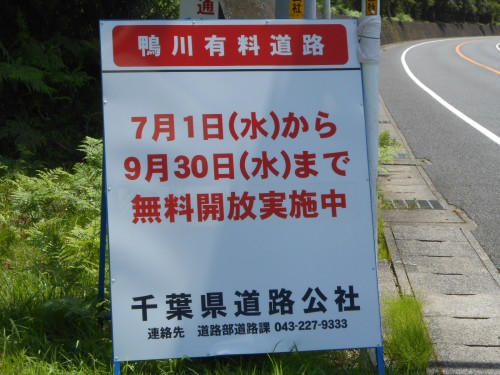 通
社
鴨川有料道路
7月1日(水)から
9月30日(水)まで
無料開放実施中
千葉県道路公社
連絡先 道路部道路課 043-227-9333